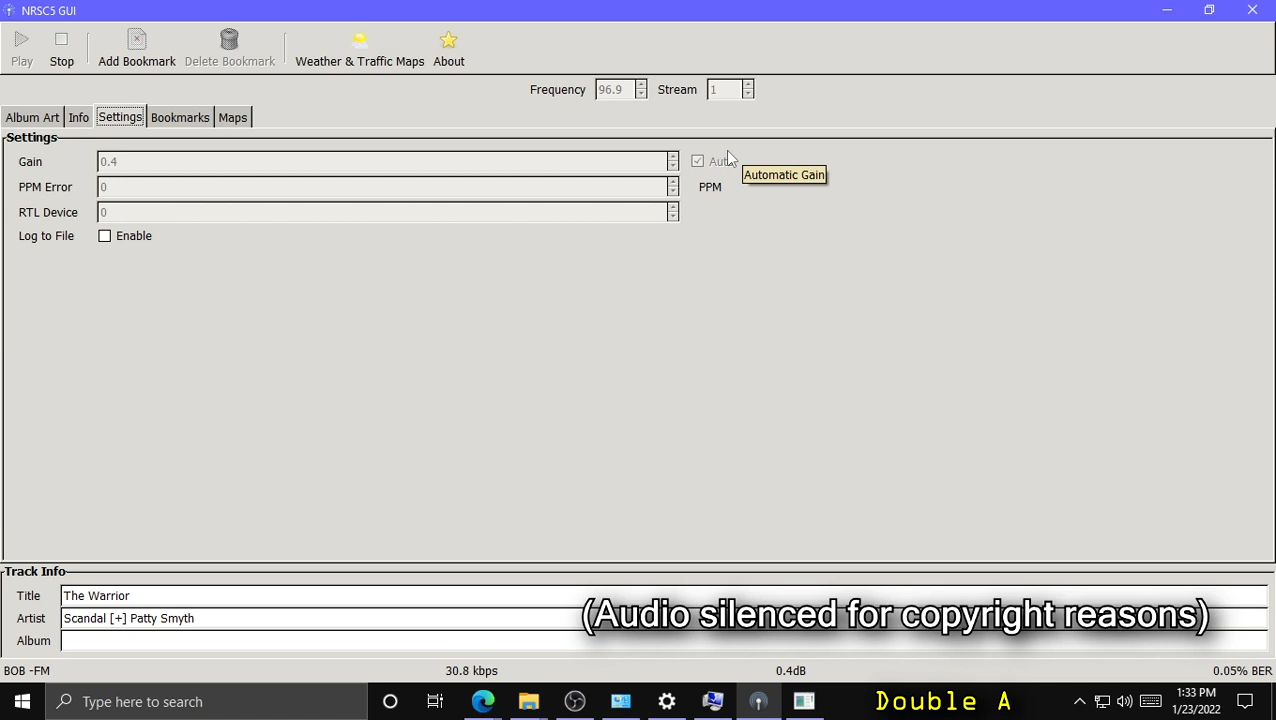 NRSC5 GUI
Play Stop Add Bookmark Delete Bookmark Weather & Traffic Maps About
Frequency 96.9 Stream 1
Album Art Info Settings Bookmarks Maps
Settings
Gain 0.4
Automatic Gain
PPM Error 0 PPM
RTL Device 0
Log to File Enable
Track Info
Title The Warrior
Artist Scandal [+] Patty Smyth
(Audio silenced for copyright reasons)
Album
BOB -FM 30.8 kbps 0.4dB 0.05% BER
Type here to search Double A 1:33 PM
1/23/2022